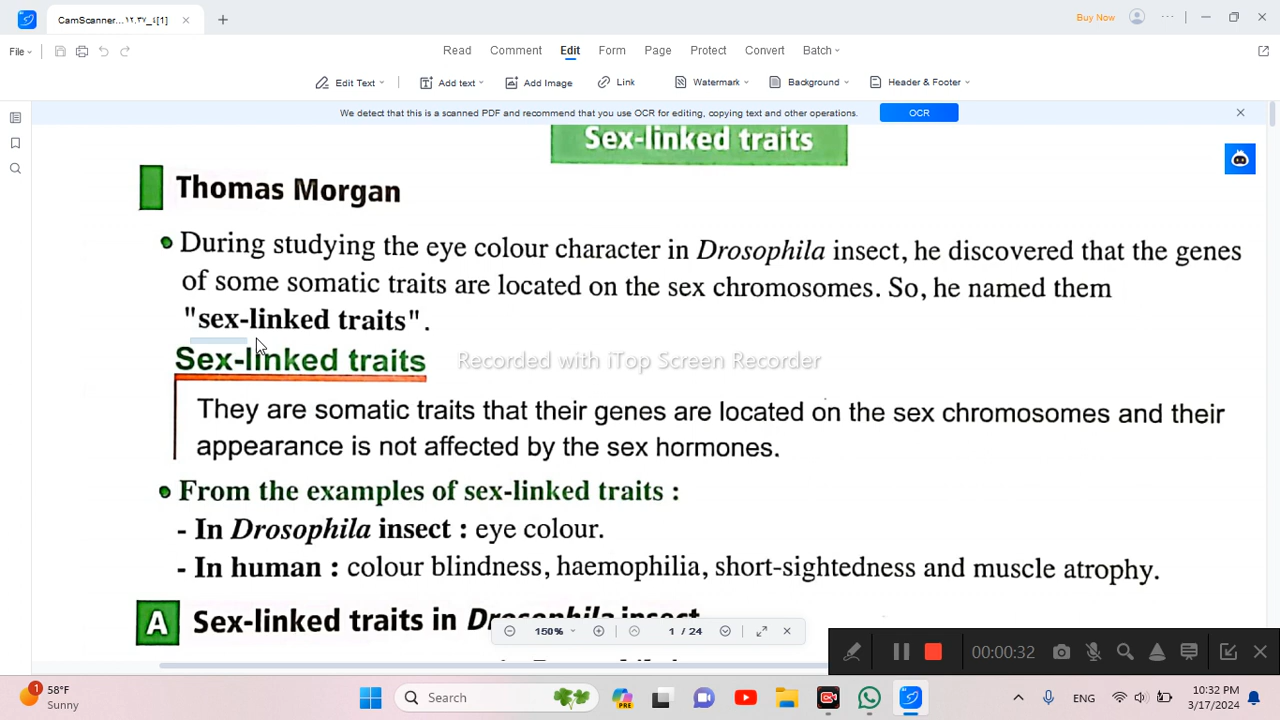 CamScanner...١٢,٣٧_٤[1]
Buy Now
File
Read
Comment
Edit
Form
Page
Protect
Convert
Batch
Edit Text
Add text
Add Image
Link
Watermark
Background
Header & Footer
We detect that this is a scanned PDF and recommend that you use OCR for editing, copying text and other operations.
OCR
Sex-linked traits
Thomas Morgan
During studying the eye colour character in Drosophila insect, he discovered that the genes
of some somatic traits are located on the sex chromosomes. So, he named them
"sex-linked traits".
Sex-linked traits
Recorded with iTop Screen Recorder
They are somatic traits that their genes are located on the sex chromosomes and their
appearance is not affected by the sex hormones.
From the examples of sex-linked traits :
- In Drosophila insect : eye colour.
- In human : colour blindness, haemophilia, short-sightedness and muscle atrophy.
A Sex-linked traits in Drosophila insect
150%
1 / 24
00:00:32
1
58°F
Sunny
Search
PRE
ENG
10:32 PM
3/17/2024